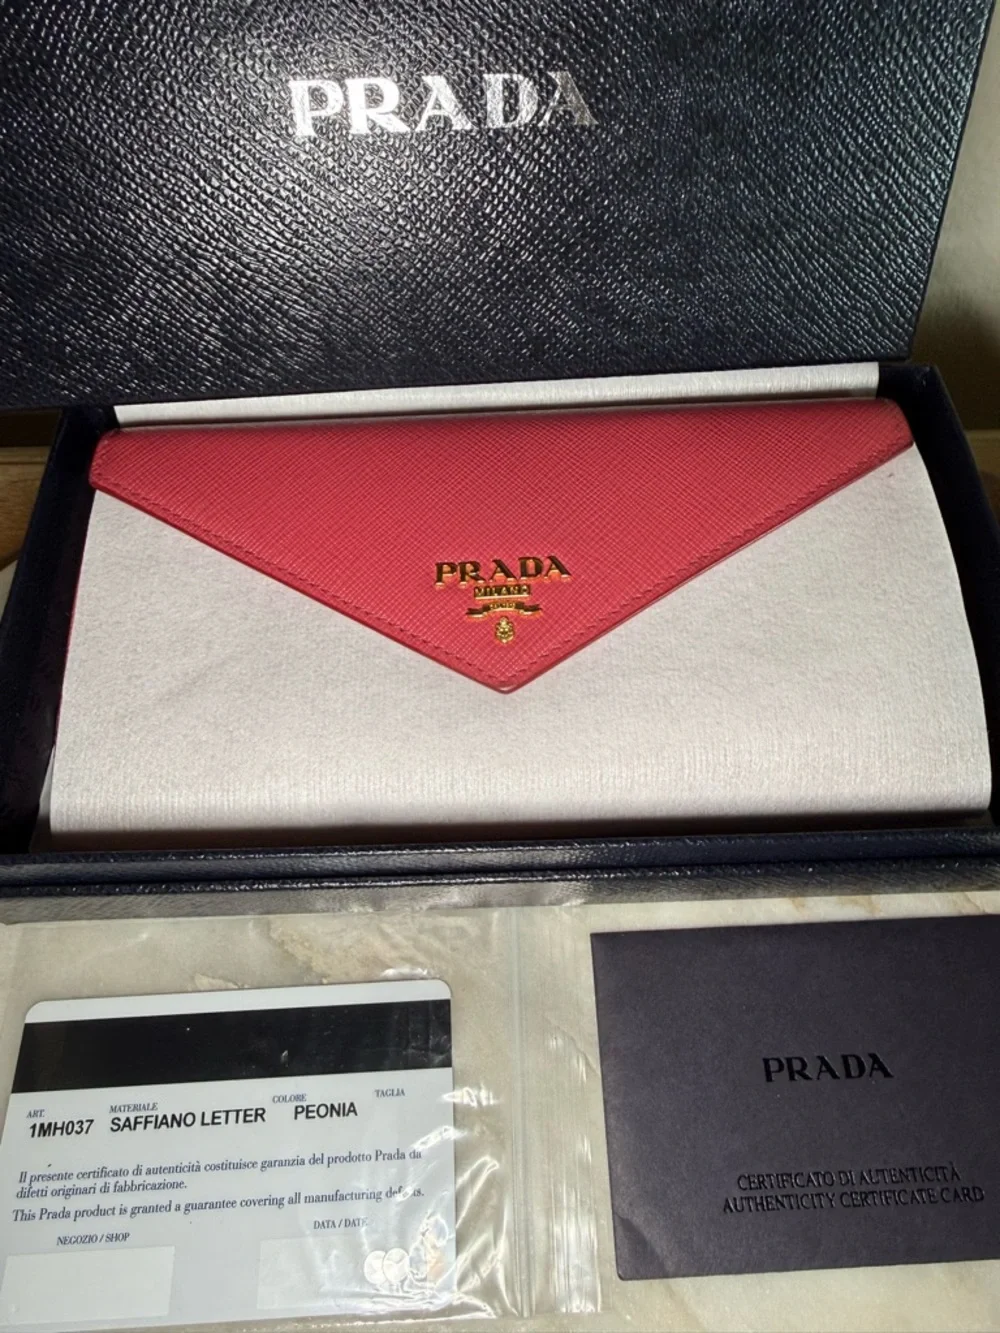 PRADA
PRADA
MILANO
ART. MATERIALE COLORE TAGLIA
1MH037 SAFFIANO LETTER PEONIA
Il presente certificato di autenticità costituisce garanzia del prodotto Prada da
difetti originari di fabbricazione.
This Prada product is granted a guarantee covering all manufacturing defects.
NEGOZIO / SHOP DATA / DATE
PRADA
CERTIFICATO DI AUTENTICITÀ
AUTHENTICITY CERTIFICATE CARD